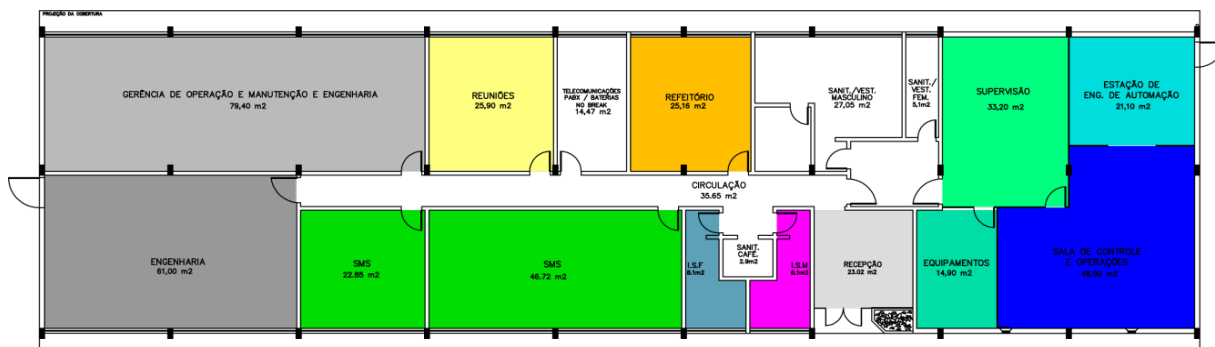 PROJEÇÃO DA COBERTURA
GERÊNCIA DE OPERAÇÃO E MANUTENÇÃO E ENGENHARIA
79,40 m2
REUNIÕES
25,90 m2
TELECOMUNICAÇÕES
PABX / BATERIAS
NO BREAK
14,47 m2
REFEITÓRIO
25,16 m2
SANIT./VEST.
MASCULINO
27,05 m2
SANIT./
VEST.
FEM.
5,1m2
SUPERVISÃO
33,20 m2
ESTAÇÃO DE
ENG. DE AUTOMAÇÃO
21,10 m2
CIRCULAÇÃO
35.65 m2
ENGENHARIA
61,00 m2
SMS
22.85 m2
SMS
46.72 m2
I.S.F
6.1m2
SANIT.
CAFÉ.
2.9m2
I.S.M
6.1m2
RECEPÇÃO
23.02 m2
EQUIPAMENTOS
14,90 m2
SALA DE CONTROLE
E OPERAÇÕES
m2